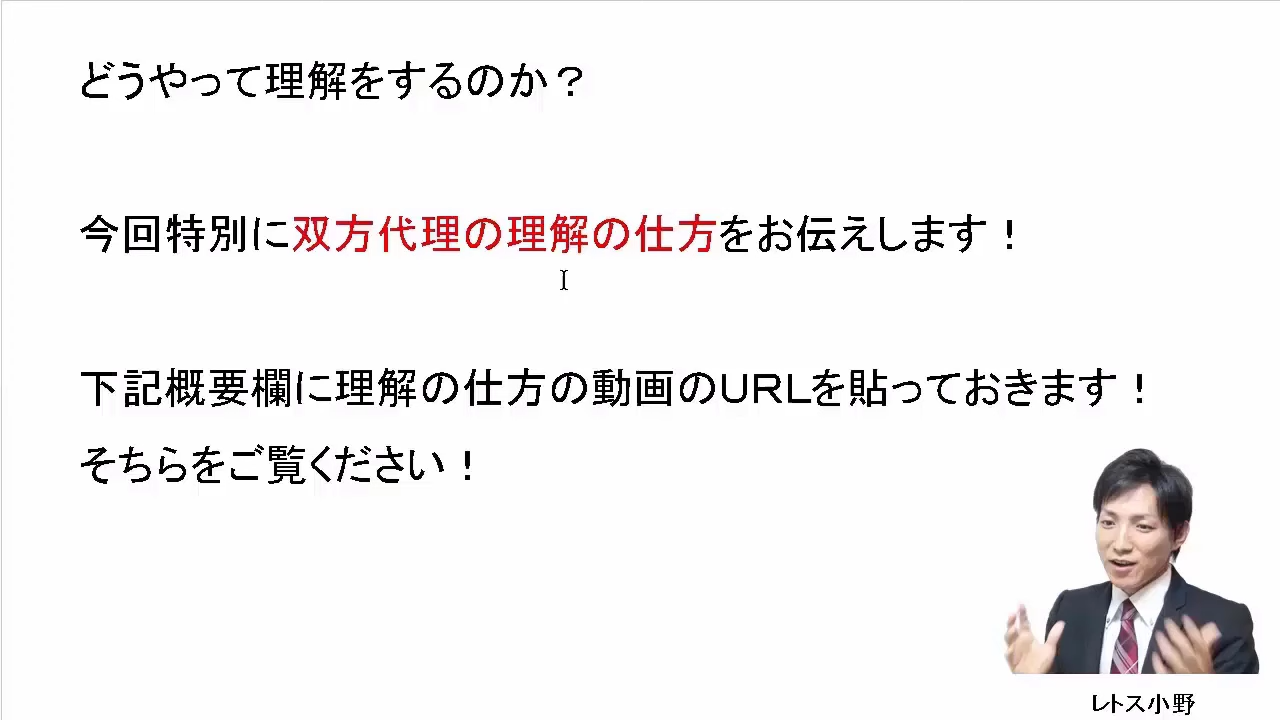 どうやって理解をするのか？
今回特別に双方代理の理解の仕方をお伝えします！
下記概要欄に理解の仕方の動画のＵＲＬを貼っておきます！
そちらをご覧ください！
レトス小野